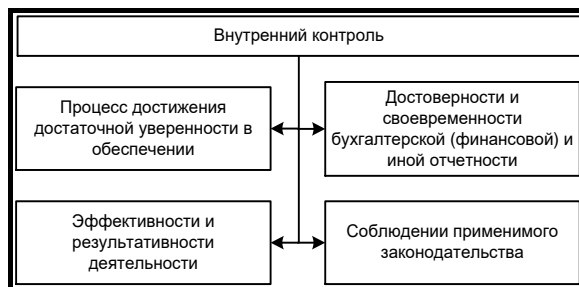 Внутренний контроль
Процесс достижения
достаточной уверенности в
обеспечении
Достоверности и
своевременности
бухгалтерской (финансовой) и
иной отчетности
Эффективности и
результативности
деятельности
Соблюдении применимого
законодательства